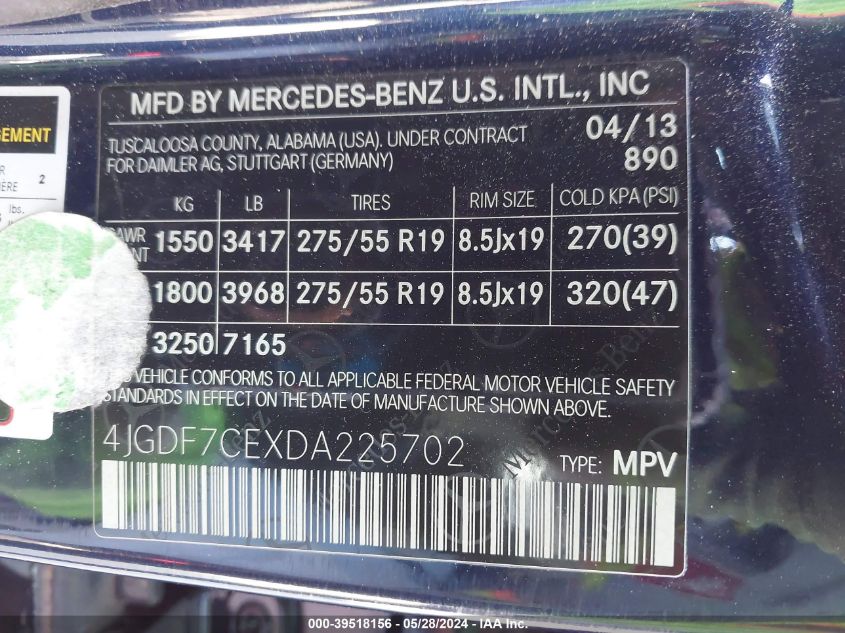 MFD BY MERCEDES-BENZ U.S. INTL., INC
TUSCALOOSA COUNTY, ALABAMA (USA). UNDER CONTRACT
FOR DAIMLER AG, STUTTGART (GERMANY)
04/13
890
KG LB TIRES RIM SIZE COLD KPA (PSI)
1550 3417 275/55 R19 8.5Jx19 270(39)
1800 3968 275/55 R19 8.5Jx19 320(47)
3250 7165
VEHICLE CONFORMS TO ALL APPLICABLE FEDERAL MOTOR VEHICLE SAFETY
STANDARDS IN EFFECT ON THE DATE OF MANUFACTURE SHOWN ABOVE.
4JGDF7CEXDA225702
TYPE: MPV
2
lbs.
000-39518156 - 05/28/2024 - IAA Inc.